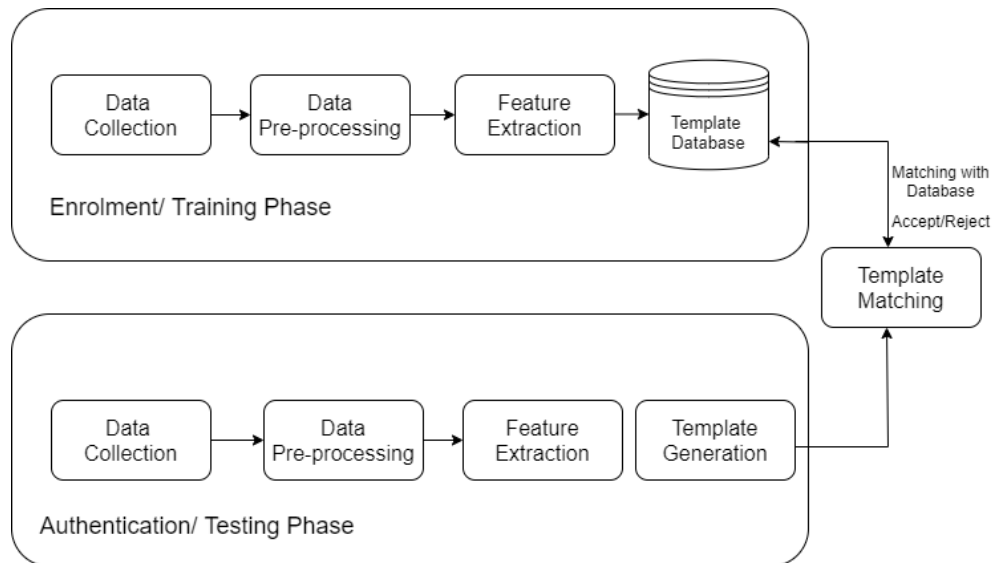 Data
Collection
Data
Pre-processing
Feature
Extraction
Template
Database
Enrolment/ Training Phase
Matching with
Database
Accept/Reject
Template
Matching
Data
Collection
Data
Pre-processing
Feature
Extraction
Template
Generation
Authentication/ Testing Phase